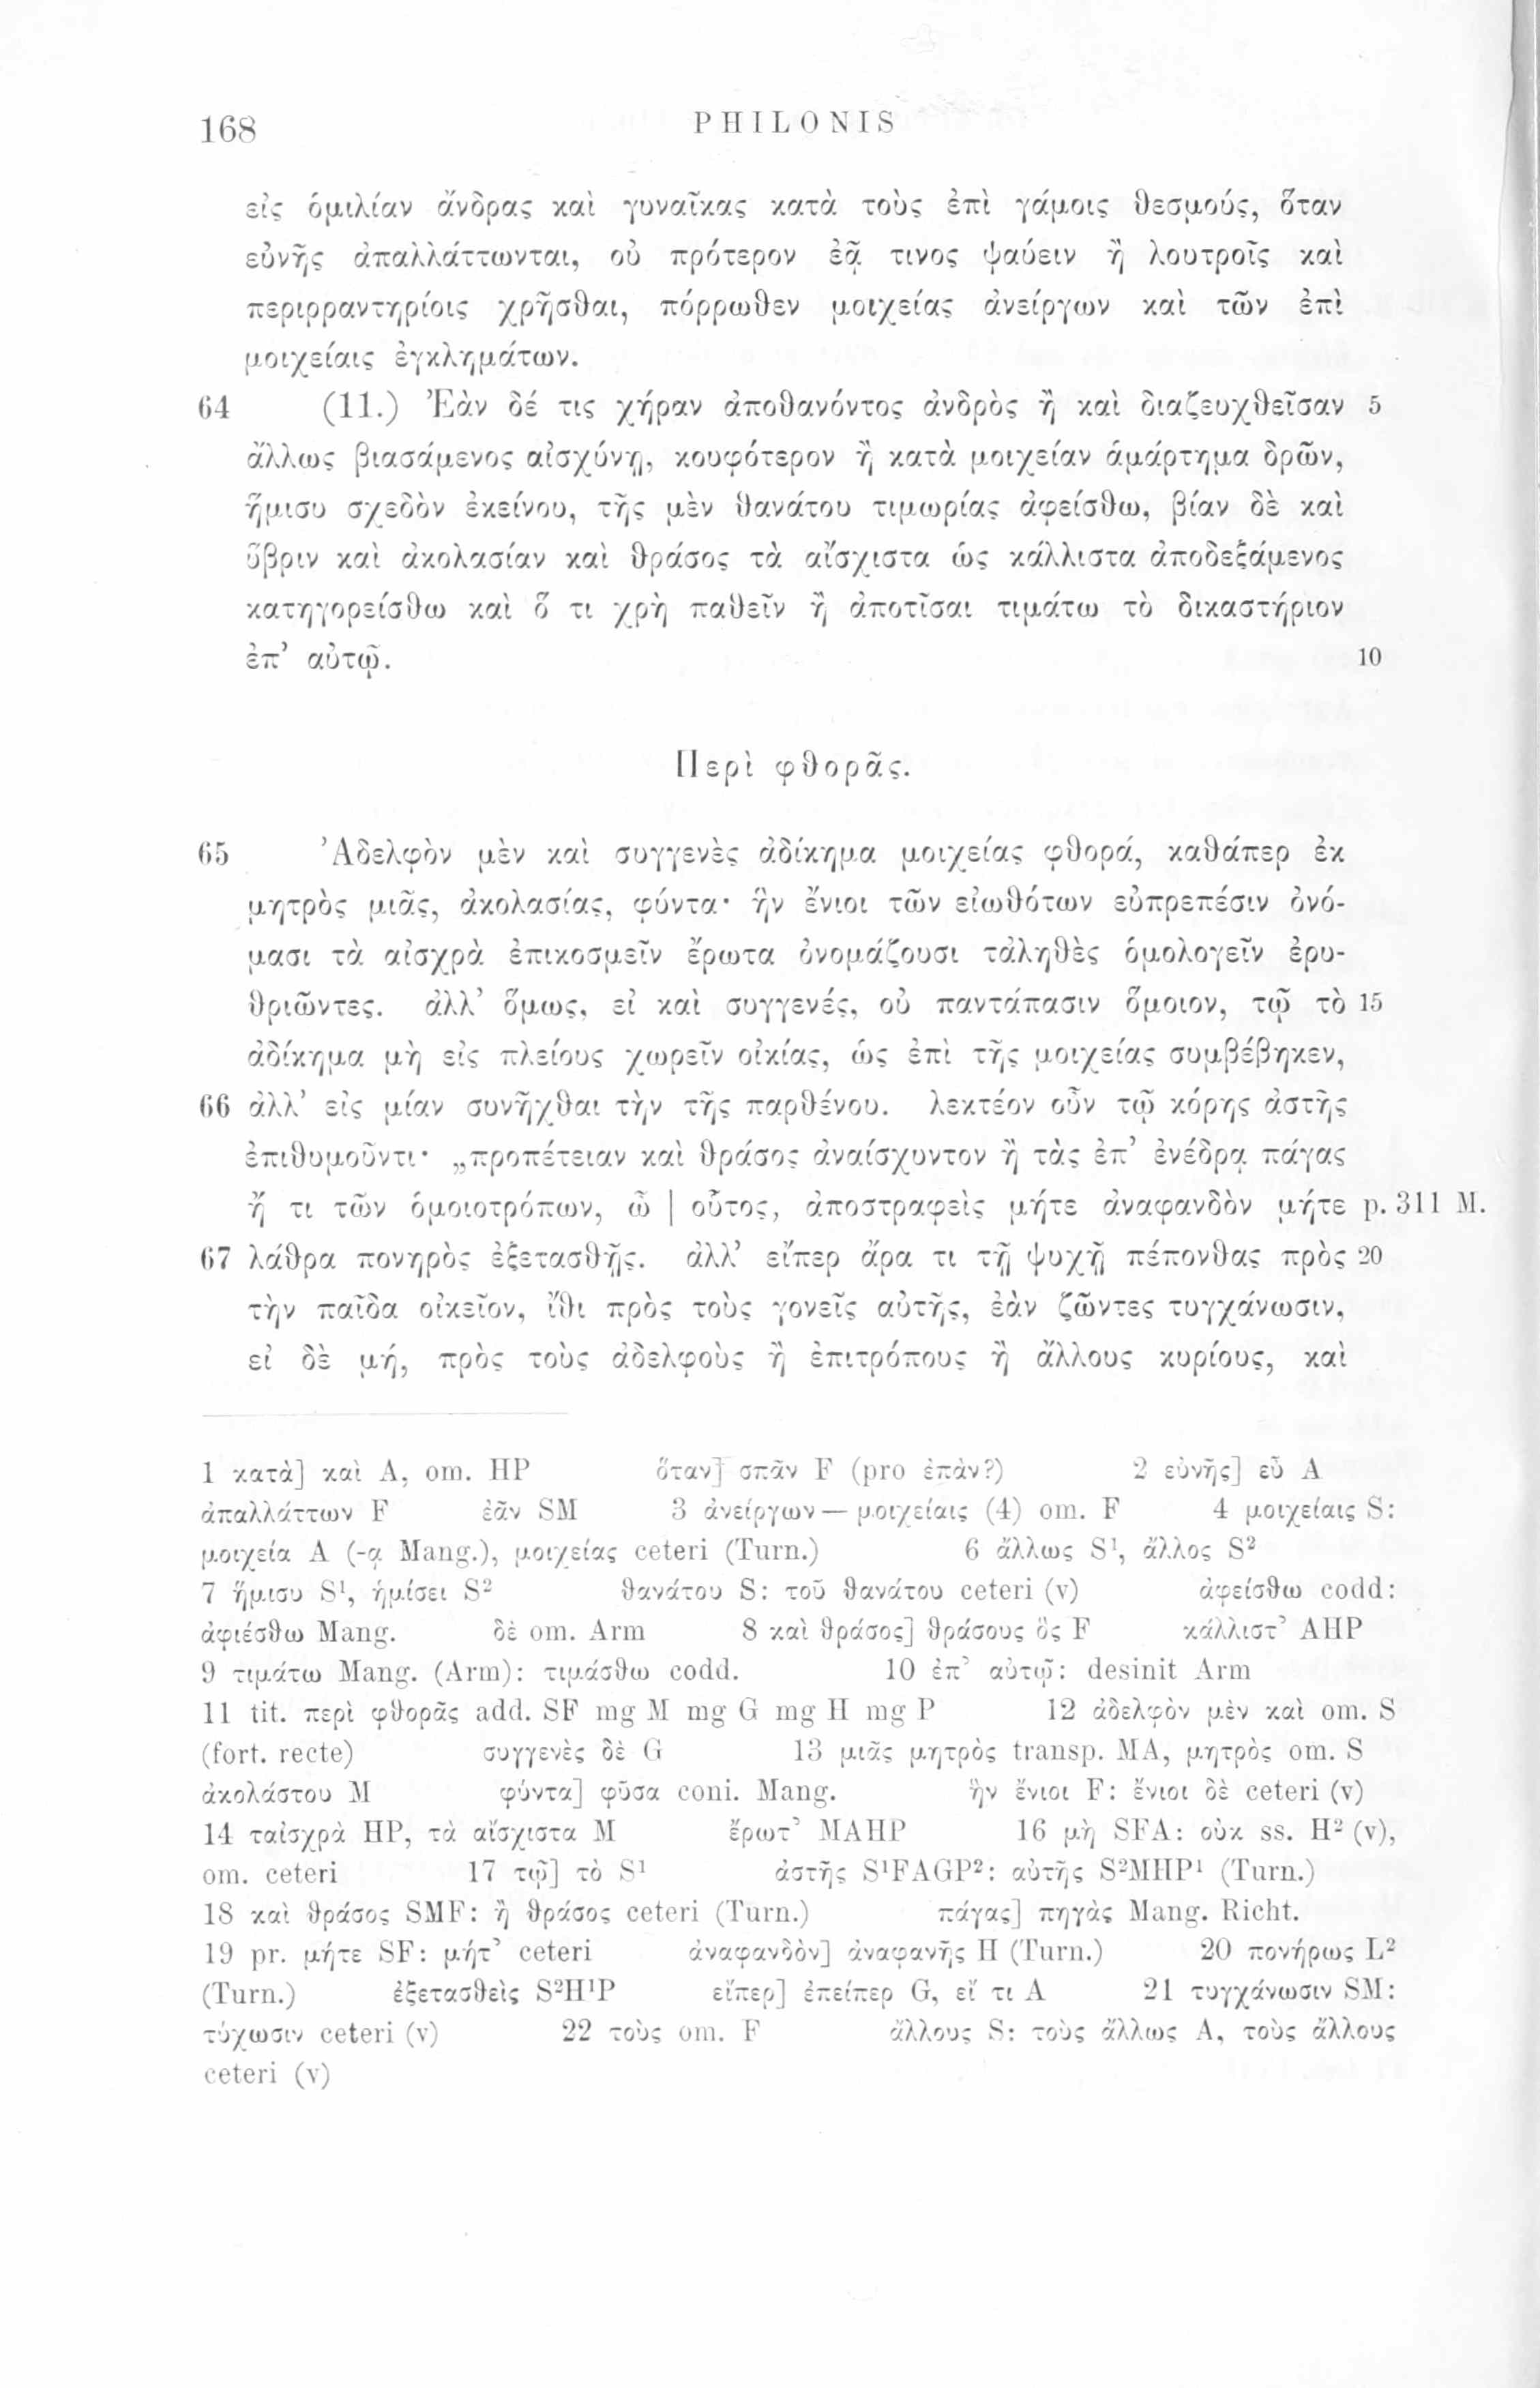 168
PHILONIS
εἰς ὁμιλίαν ἄνδρας καὶ γυναῖκας κατὰ τοὺς ἐπὶ γάμοις θεσμούς, ὅταν
εὐνῆς ἀπαλλάττωνται, οὐ πρότερον ἐᾷ τινος ψαύειν ἢ λουτροῖς καὶ
περιρραντηρίοις χρῆσθαι, πόρρωθεν μοιχείας ἀνείργων καὶ τῶν ἐπὶ
μοιχείαις ἐγκλημάτων.
64 (11.) Ἐὰν δέ τις χήραν ἀποθανόντος ἀνδρὸς ἢ καὶ διαζευχθεῖσαν 5
ἄλλως βιασάμενος αἰσχύνῃ, κουφότερον ἢ κατὰ μοιχείαν ἁμάρτημα δρῶν,
ἥμισυ σχεδὸν ἐκείνου, τῆς μὲν θανάτου τιμωρίας ἀφείσθω, βίαν δὲ καὶ
ὕβριν καὶ ἀκολασίαν καὶ θράσος τὰ αἴσχιστα ὡς κάλλιστα ἀποδεξάμενος
κατηγορείσθω καὶ ὅ τι χρὴ παθεῖν ἢ ἀποτῖσαι τιμάτω τὸ δικαστήριον
ἐπ’ αὐτῷ. 10
Περὶ φθορᾶς.
65 Ἀδελφὸν μὲν καὶ συγγενὲς ἀδίκημα μοιχείας φθορά, καθάπερ ἐκ
μητρὸς μιᾶς, ἀκολασίας, φύντα· ἣν ἔνιοι τῶν εἰωθότων εὐπρεπέσιν ὀνό-
μασι τὰ αἰσχρὰ ἐπικοσμεῖν ἔρωτα ὀνομάζουσι τἀληθὲς ὁμολογεῖν ἐρυ-
θριῶντες. ἀλλ’ ὅμως, εἰ καὶ συγγενές, οὐ παντάπασιν ὅμοιον, τῷ τὸ 15
ἀδίκημα μὴ εἰς πλείους χωρεῖν οἰκίας, ὡς ἐπὶ τῆς μοιχείας συμβέβηκεν,
66 ἀλλ’ εἰς μίαν συνῆχθαι τὴν τῆς παρθένου. λεκτέον οὖν τῷ κόρης ἀστῆς
ἐπιθυμοῦντι· „προπέτειαν καὶ θράσος ἀναίσχυντον ἢ τὰς ἐπ’ ἐνέδρᾳ πάγας
ἤ τι τῶν ὁμοιοτρόπων, ὦ | οὗτος, ἀποστραφεὶς μήτε ἀναφανδὸν μήτε p. 311 M.
67 λάθρα πονηρὸς ἐξετασθῇς. ἀλλ’ εἴπερ ἄρα τι τῇ ψυχῇ πέπονθας πρὸς 20
τὴν παῖδα οἰκεῖον, ἴθι πρὸς τοὺς γονεῖς αὐτῆς, ἐὰν ζῶντες τυγχάνωσιν,
εἰ δὲ μή, πρὸς τοὺς ἀδελφοὺς ἢ ἐπιτρόπους ἢ ἄλλους κυρίους, καὶ
1 κατὰ] καὶ A, om. HP ὅταν] σπᾶν F (pro ἐπὰν?) 2 εὐνῆς] εὖ A
ἀπαλλάττων F ἐᾶν SM 3 ἀνείργων — μοιχείαις (4) om. F 4 μοιχείαις S:
μοιχεία A (-ᾳ Mang.), μοιχείας ceteri (Turn.) 6 ἄλλως S¹, ἄλλος S²
7 ἥμισυ S¹, ἡμίσει S² θανάτου S: τοῦ θανάτου ceteri (v) ἀφείσθω codd:
ἀφιέσθω Mang. δὲ om. Arm 8 καὶ θράσος] θράσους ὃς F κάλλιστ’ AHP
9 τιμάτω Mang. (Arm): τιμάσθω codd. 10 ἐπ’ αὐτῷ: desinit Arm
11 tit. περὶ φθορᾶς add. SF mg M mg G mg H mg P 12 ἀδελφὸν μὲν καὶ om. S
(fort. recte) συγγενὲς δὲ G 13 μιᾶς μητρὸς transp. MA, μητρὸς om. S
ἀκολάστου M φύντα] φῦσα coni. Mang. ἣν ἔνιοι F: ἔνιοι δὲ ceteri (v)
14 ταἰσχρὰ HP, τὰ αἴσχιστα M ἔρωτ’ MAHP 16 μὴ SFA: οὐκ ss. H² (v),
om. ceteri 17 τῷ] τὸ S¹ ἀστῆς S¹FAGP²: αὐτῆς S²MHP¹ (Turn.)
18 καὶ θράσος SMF: ἢ θράσος ceteri (Turn.) πάγας] πηγὰς Mang. Richt.
19 pr. μήτε SF: μήτ’ ceteri ἀναφανδὸν] ἀναφανῆς H (Turn.) 20 πονήρως L²
(Turn.) ἐξετασθεὶς S²H¹P εἴπερ] ἐπείπερ G, εἴ τι A 21 τυγχάνωσιν SM:
τύχωσιν ceteri (v) 22 τοὺς om. F ἄλλους S: τοὺς ἄλλως A, τοὺς ἄλλους
ceteri (v)